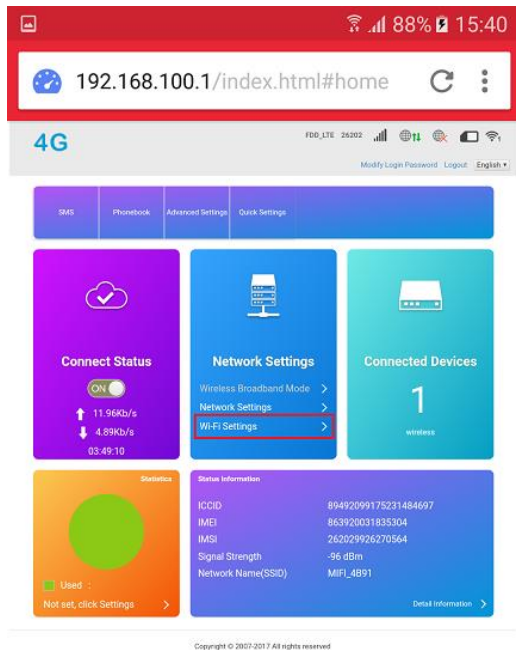 88% 15:40
192.168.100.1/index.html#home
4G
FDD_LTE 26202
Modify Login Password Logout English
SMS Phonebook Advanced Settings Quick Settings
Connect Status
ON
11.96Kb/s
4.89Kb/s
03:49:10
Network Settings
Wireless Broadband Mode
Network Settings
Wi-Fi Settings
Connected Devices
1
wireless
Statistics
Used :
Not set, click Settings
Status Information
ICCID 89492099175231484697
IMEI 863920031835304
IMSI 262029926270564
Signal Strength -96 dBm
Network Name(SSID) MIFI_4B91
Detail Information
Copyright © 2007-2017 All rights reserved